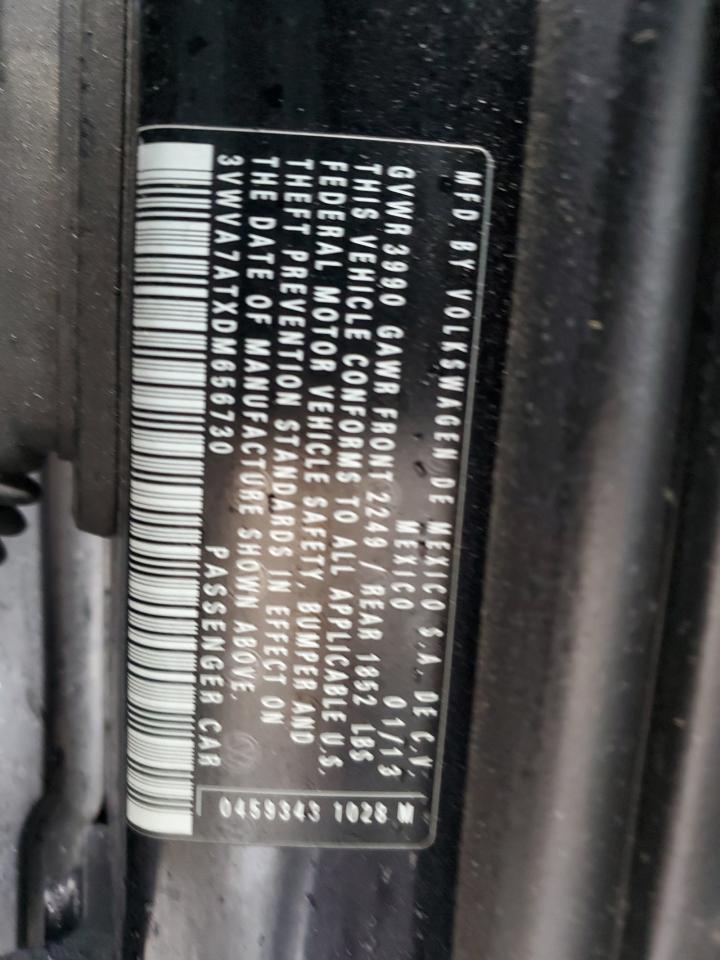 MFD BY VOLKSWAGEN DE MEXICO S.A. DE C.V.
MEXICO 01/13
GVWR 3990 GAWR FRONT 2249 / REAR 1852 LBS
THIS VEHICLE CONFORMS TO ALL APPLICABLE U.S.
FEDERAL MOTOR VEHICLE SAFETY, BUMPER AND
THEFT PREVENTION STANDARDS IN EFFECT ON
THE DATE OF MANUFACTURE SHOWN ABOVE.
3VWVA7ATXDM656730 PASSENGER CAR
0459343 1028 M